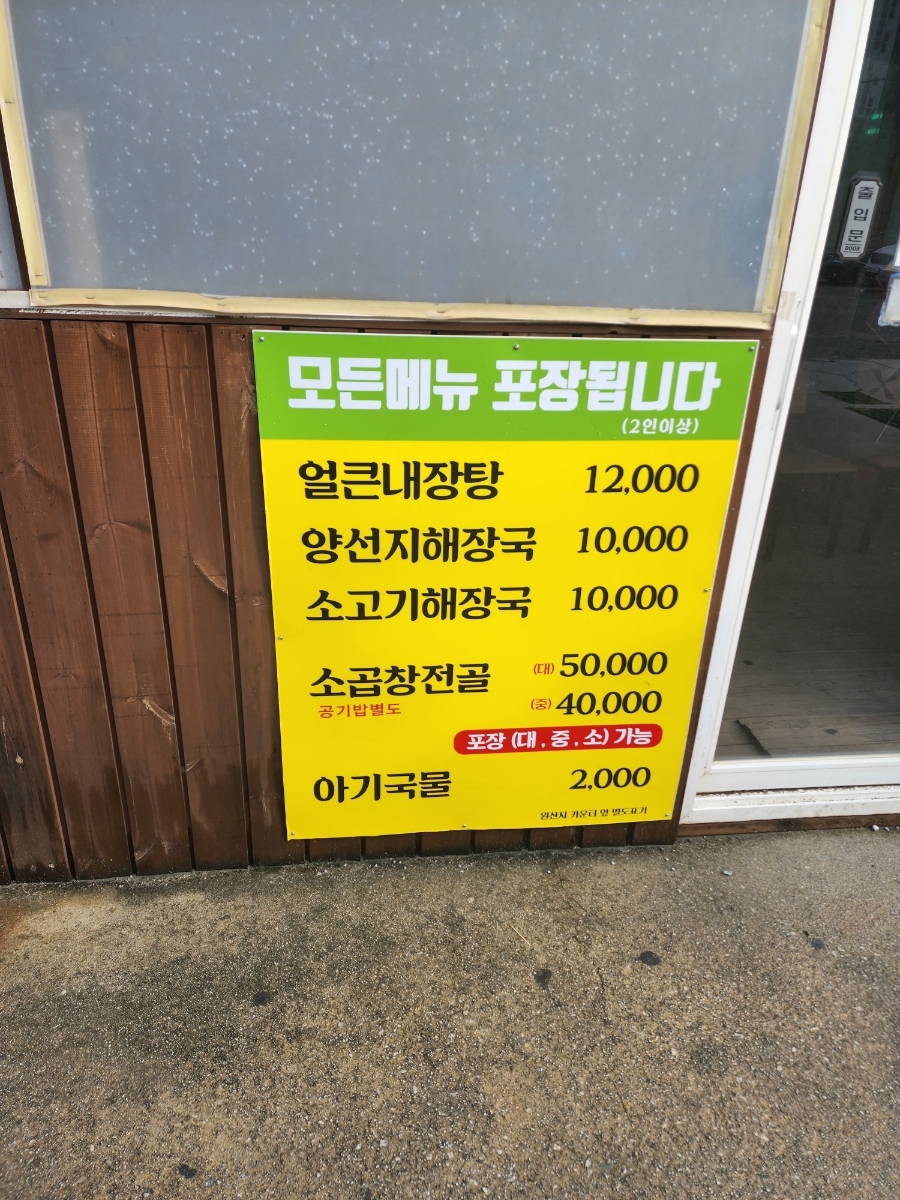 모든메뉴 포장됩니다
(2인이상)
얼큰내장탕 12,000
양선지해장국 10,000
소고기해장국 10,000
소곱창전골 (대) 50,000
공기밥별도 (중) 40,000
포장 (대, 중, 소) 가능
아기국물 2,000
원산지 카운터 옆 별도표기
출입문
DOOR